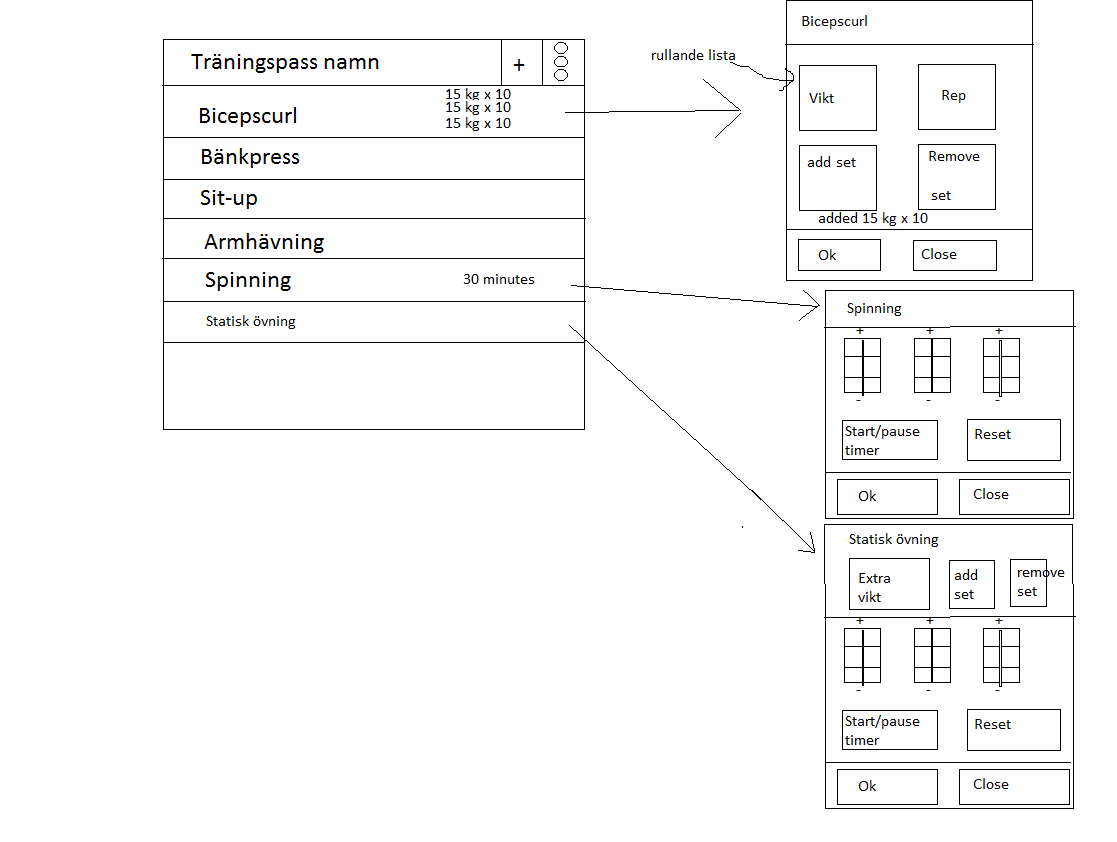 Träningspass namn
+
Bicepscurl
15 kg x 10
15 kg x 10
15 kg x 10
Bänkpress
Sit-up
Armhävning
Spinning
30 minutes
Statisk övning
rullande lista
Bicepscurl
Vikt
Rep
add set
Remove
set
added 15 kg x 10
Ok
Close
Spinning
+ + +
- - -
Start/pause
timer
Reset
Ok
Close
Statisk övning
Extra
vikt
add
set
remove
set
+ + +
- - -
Start/pause
timer
Reset
Ok
Close